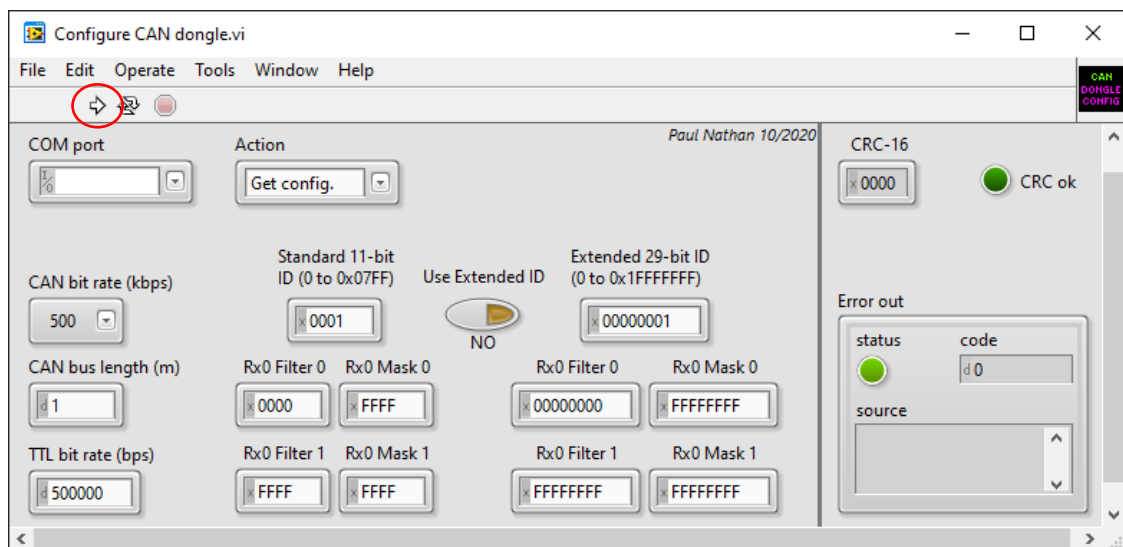 Configure CAN dongle.vi
File Edit Operate Tools Window Help
CAN
DONGLE
CONFIG
Paul Nathan 10/2020
COM port Action
I/O
Get config.
CRC-16
x 0000
CRC ok
Standard 11-bit
ID (0 to 0x07FF)
Use Extended ID
Extended 29-bit ID
(0 to 0x1FFFFFFF)
CAN bit rate (kbps)
500
x 0001
NO
x 00000001
CAN bus length (m) Rx0 Filter 0 Rx0 Mask 0 Rx0 Filter 0 Rx0 Mask 0
d 1 x 0000 x FFFF x 00000000 x FFFFFFFF
TTL bit rate (bps) Rx0 Filter 1 Rx0 Mask 1 Rx0 Filter 1 Rx0 Mask 1
d 500000 x FFFF x FFFF x FFFFFFFF x FFFFFFFF
Error out
status code
d 0
source